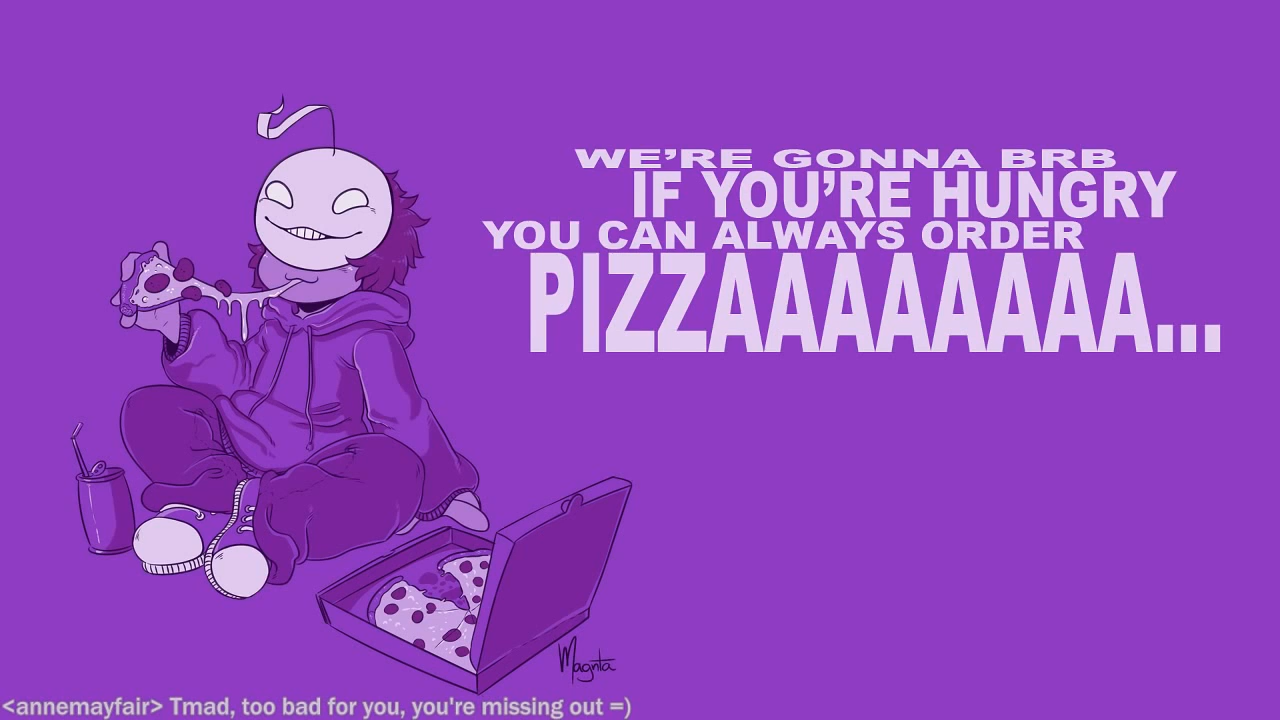 WE'RE GONNA BRB
IF YOU'RE HUNGRY
YOU CAN ALWAYS ORDER
PIZZAAAAAAAA...
Magnta
<annemayfair> Tmad, too bad for you, you're missing out =)